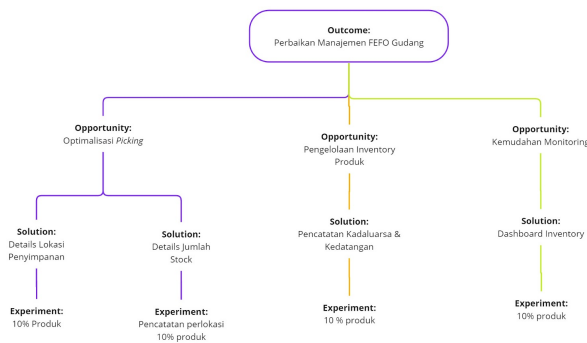 Outcome:
Perbaikan Manajemen FEFO Gudang
Opportunity:
Optimalisasi Picking
Opportunity:
Pengelolaan Inventory
Produk
Opportunity:
Kemudahan Monitoring
Solution:
Details Lokasi
Penyimpanan
Solution:
Details Jumlah
Stock
Solution:
Pencatatan Kadaluarsa &
Kedatangan
Solution:
Dashboard Inventory
Experiment:
10% Produk
Experiment:
Pencatatan perlokasi
10% produk
Experiment:
10 % produk
Experiment:
10% produk